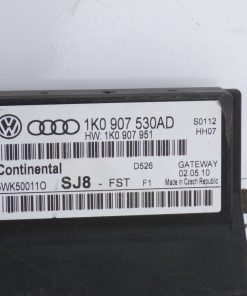 1K0 907 530AD
HW: 1K0 907 951
S0112
HH07
Continental
D526
GATEWAY
02.05.10
5WK50011O
SJ8 - FST F1
Made in Czech Republic